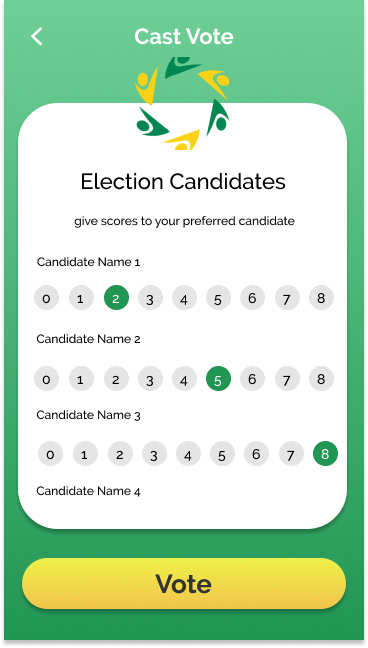 Cast Vote
Election Candidates
give scores to your preferred candidate
Candidate Name 1
0 1 2 3 4 5 6 7 8
Candidate Name 2
0 1 2 3 4 5 6 7 8
Candidate Name 3
0 1 2 3 4 5 6 7 8
Candidate Name 4
Vote